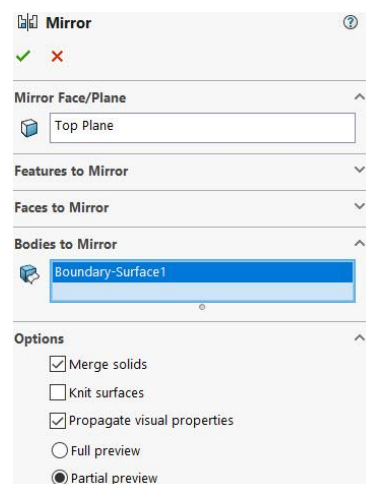 Mirror
Mirror Face/Plane
Top Plane
Features to Mirror
Faces to Mirror
Bodies to Mirror
Boundary-Surface1
Options
Merge solids
Knit surfaces
Propagate visual properties
Full preview
Partial preview